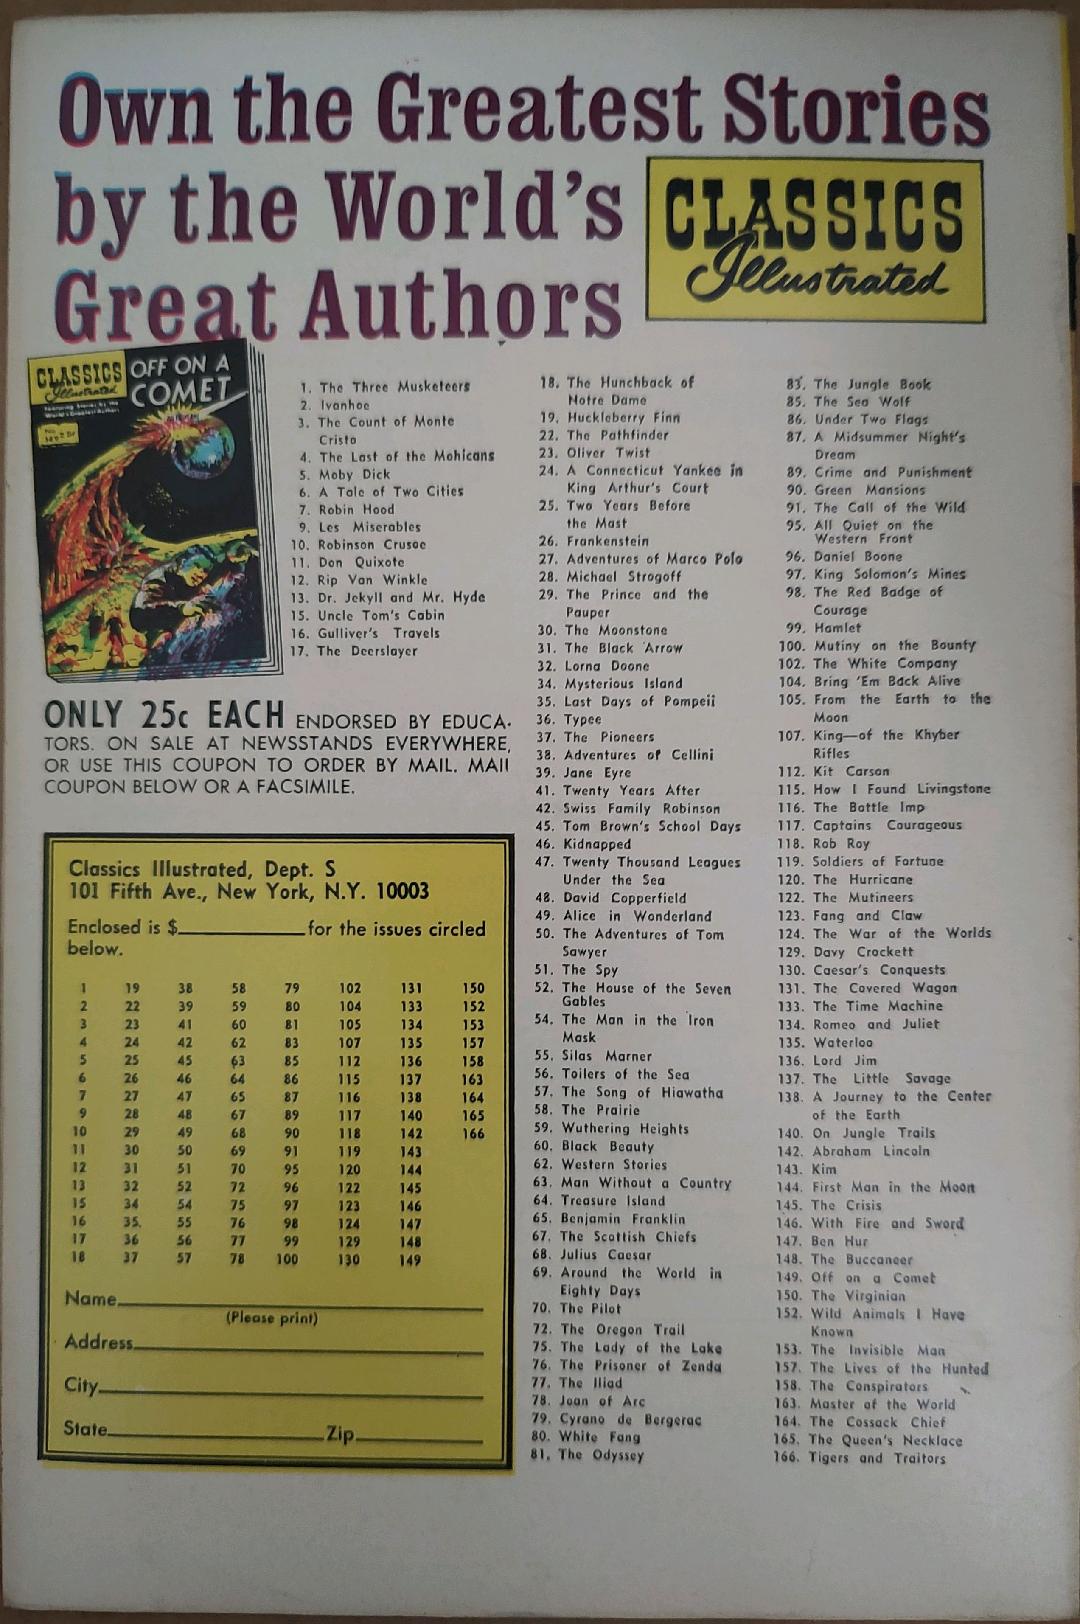 Own the Greatest Stories
by the World's
Great Authors
CLASSICS
Illustrated
CLASSICS
Illustrated
OFF ON A
COMET
Featuring Stories by the
World's Greatest Authors
1. The Three Musketeers
2. Ivanhoe
3. The Count of Monte
Cristo
4. The Last of the Mohicans
5. Moby Dick
6. A Tale of Two Cities
7. Robin Hood
9. Les Miserables
10. Robinson Crusoe
11. Don Quixote
12. Rip Van Winkle
13. Dr. Jekyll and Mr. Hyde
15. Uncle Tom's Cabin
16. Gulliver's Travels
17. The Deerslayer
ONLY 25c EACH ENDORSED BY EDUCA-
TORS. ON SALE AT NEWSSTANDS EVERYWHERE,
OR USE THIS COUPON TO ORDER BY MAIL. MAIL
COUPON BELOW OR A FACSIMILE.
Classics Illustrated, Dept. S
101 Fifth Ave., New York, N.Y. 10003
Enclosed is $ for the issues circled
below.
1 19 38 58 79 102 131 150
2 22 39 59 80 104 133 152
3 23 41 60 81 105 134 153
4 24 42 62 83 107 135 157
5 25 45 63 85 112 136 158
6 26 46 64 86 115 137 163
7 27 47 65 87 116 138 164
9 28 48 67 89 117 140 165
10 29 49 68 90 118 142 166
11 30 50 69 91 119 143
12 31 51 70 95 120 144
13 32 52 72 96 122 145
15 34 54 75 97 123 146
16 35 55 76 98 124 147
17 36 56 77 99 129 148
18 37 57 78 100 130 149
Name
(Please print)
Address
City
State Zip
18. The Hunchback of
Notre Dame
19. Huckleberry Finn
22. The Pathfinder
23. Oliver Twist
24. A Connecticut Yankee in
King Arthur's Court
25. Two Years Before
the Mast
26. Frankenstein
27. Adventures of Marco Polo
28. Michael Strogoff
29. The Prince and the
Pauper
30. The Moonstone
31. The Black Arrow
32. Lorna Doone
34. Mysterious Island
35. Last Days of Pompeii
36. Typee
37. The Pioneers
38. Adventures of Cellini
39. Jane Eyre
41. Twenty Years After
42. Swiss Family Robinson
45. Tom Brown's School Days
46. Kidnapped
47. Twenty Thousand Leagues
Under the Sea
48. David Copperfield
49. Alice in Wonderland
50. The Adventures of Tom
Sawyer
51. The Spy
52. The House of the Seven
Gables
54. The Man in the Iron
Mask
55. Silas Marner
56. Toilers of the Sea
57. The Song of Hiawatha
58. The Prairie
59. Wuthering Heights
60. Black Beauty
62. Western Stories
63. Man Without a Country
64. Treasure Island
65. Benjamin Franklin
67. The Scottish Chiefs
68. Julius Caesar
69. Around the World in
Eighty Days
70. The Pilot
72. The Oregon Trail
75. The Lady of the Lake
76. The Prisoner of Zenda
77. The Iliad
78. Joan of Arc
79. Cyrano de Bergerac
80. White Fang
81. The Odyssey
83. The Jungle Book
85. The Sea Wolf
86. Under Two Flags
87. A Midsummer Night's
Dream
89. Crime and Punishment
90. Green Mansions
91. The Call of the Wild
95. All Quiet on the
Western Front
96. Daniel Boone
97. King Solomon's Mines
98. The Red Badge of
Courage
99. Hamlet
100. Mutiny on the Bounty
102. The White Company
104. Bring 'Em Back Alive
105. From the Earth to the
Moon
107. King—of the Khyber
Rifles
112. Kit Carson
115. How I Found Livingstone
116. The Bottle Imp
117. Captains Courageous
118. Rob Roy
119. Soldiers of Fortune
120. The Hurricane
122. The Mutineers
123. Fang and Claw
124. The War of the Worlds
129. Davy Crockett
130. Caesar's Conquests
131. The Covered Wagon
133. The Time Machine
134. Romeo and Juliet
135. Waterloo
136. Lord Jim
137. The Little Savage
138. A Journey to the Center
of the Earth
140. On Jungle Trails
142. Abraham Lincoln
143. Kim
144. First Man in the Moon
145. The Crisis
146. With Fire and Sword
147. Ben Hur
148. The Buccaneer
149. Off on a Comet
150. The Virginian
152. Wild Animals I Have
Known
153. The Invisible Man
157. The Lives of the Hunted
158. The Conspirators
163. Master of the World
164. The Cossack Chief
165. The Queen's Necklace
166. Tigers and Traitors